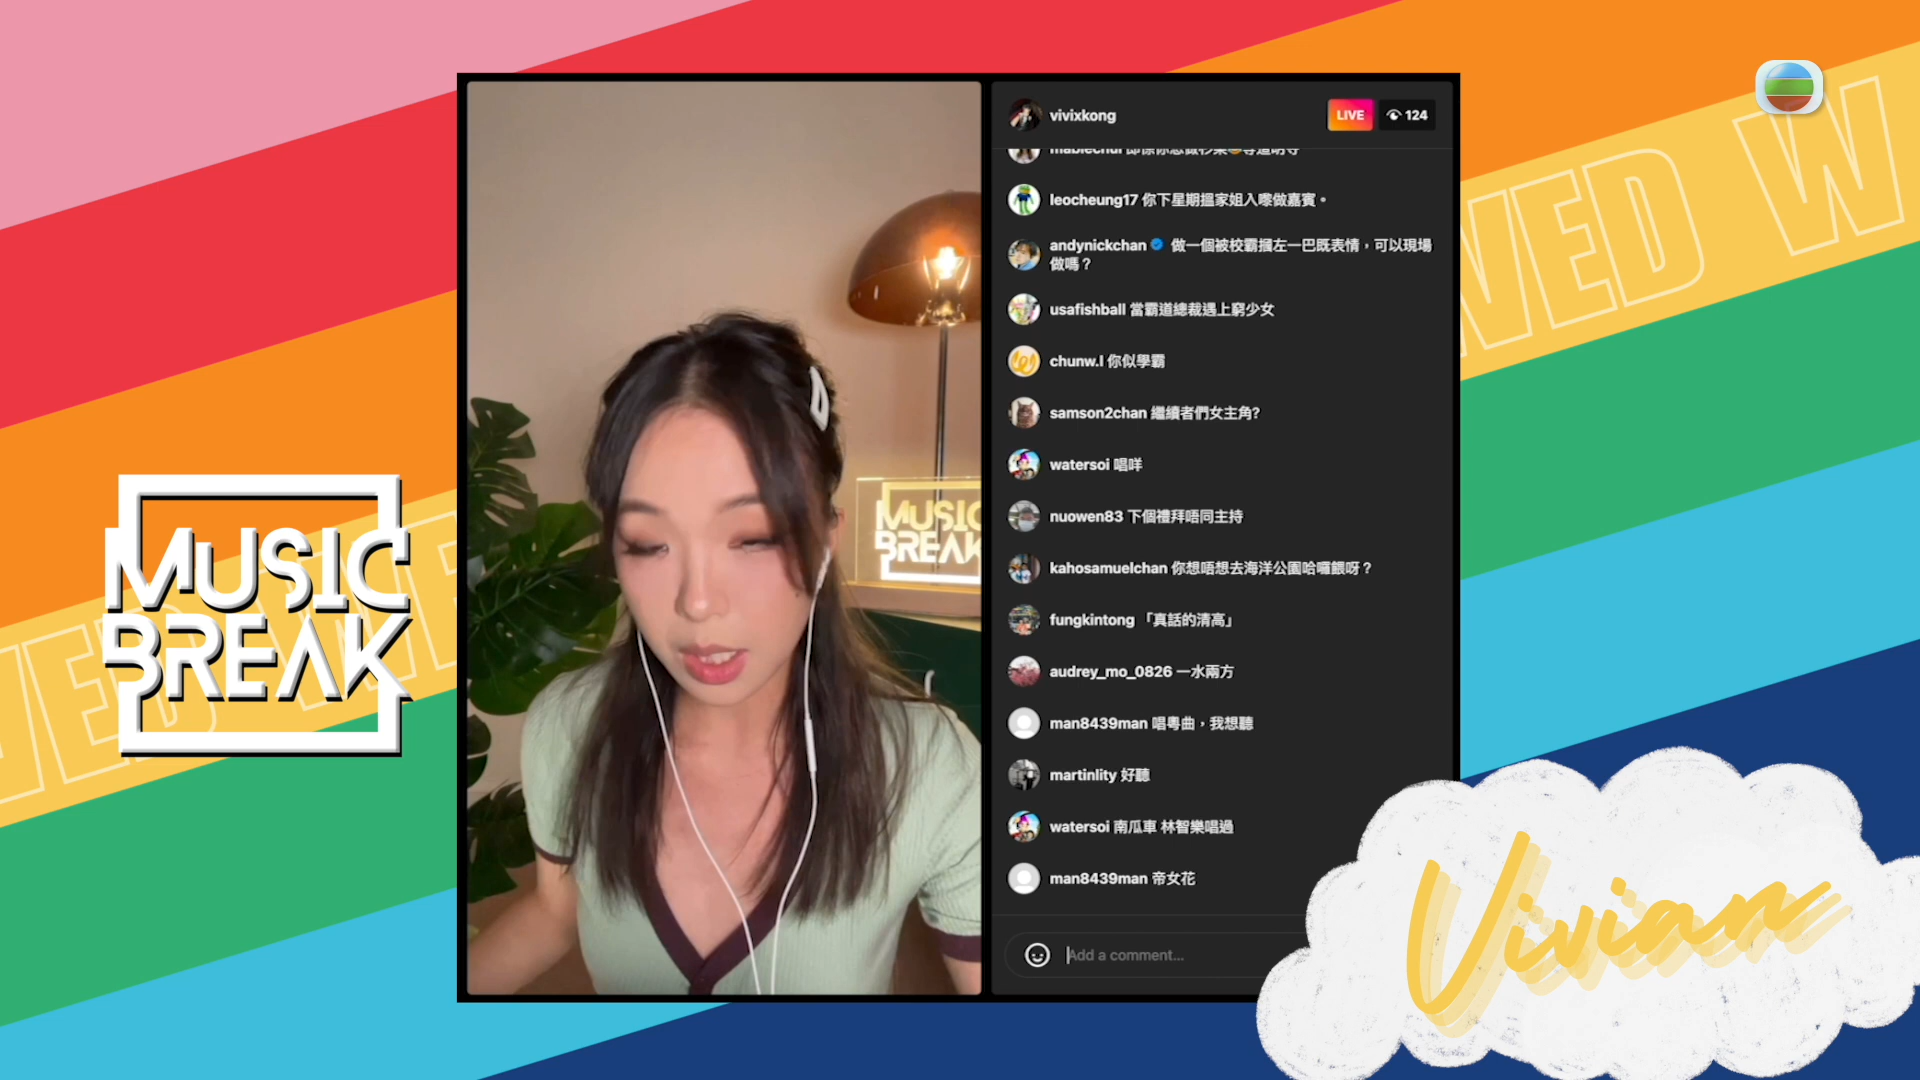 VED W
MUSIC
BREAK
MUSIC
BREAK
vivixkong
LIVE
124
leocheung17 你下星期搵家姐入嚟做嘉賓。
andynickchan 做一個被校霸摑左一巴既表情，可以現場
做嗎？
usafishball 當霸道總裁遇上窮少女
chunw.l 你似學霸
samson2chan 繼續者們女主角?
watersoi 唱咩
nuowen83 下個禮拜唔同主持
kahosamuelchan 你想唔想去海洋公園哈囉餵呀？
fungkintong 「真話的清高」
audrey_mo_0826 一水兩方
man8439man 唱粵曲，我想聽
martinlity 好聽
watersoi 南瓜車 林智樂唱過
man8439man 帝女花
Add a comment...
Vivian